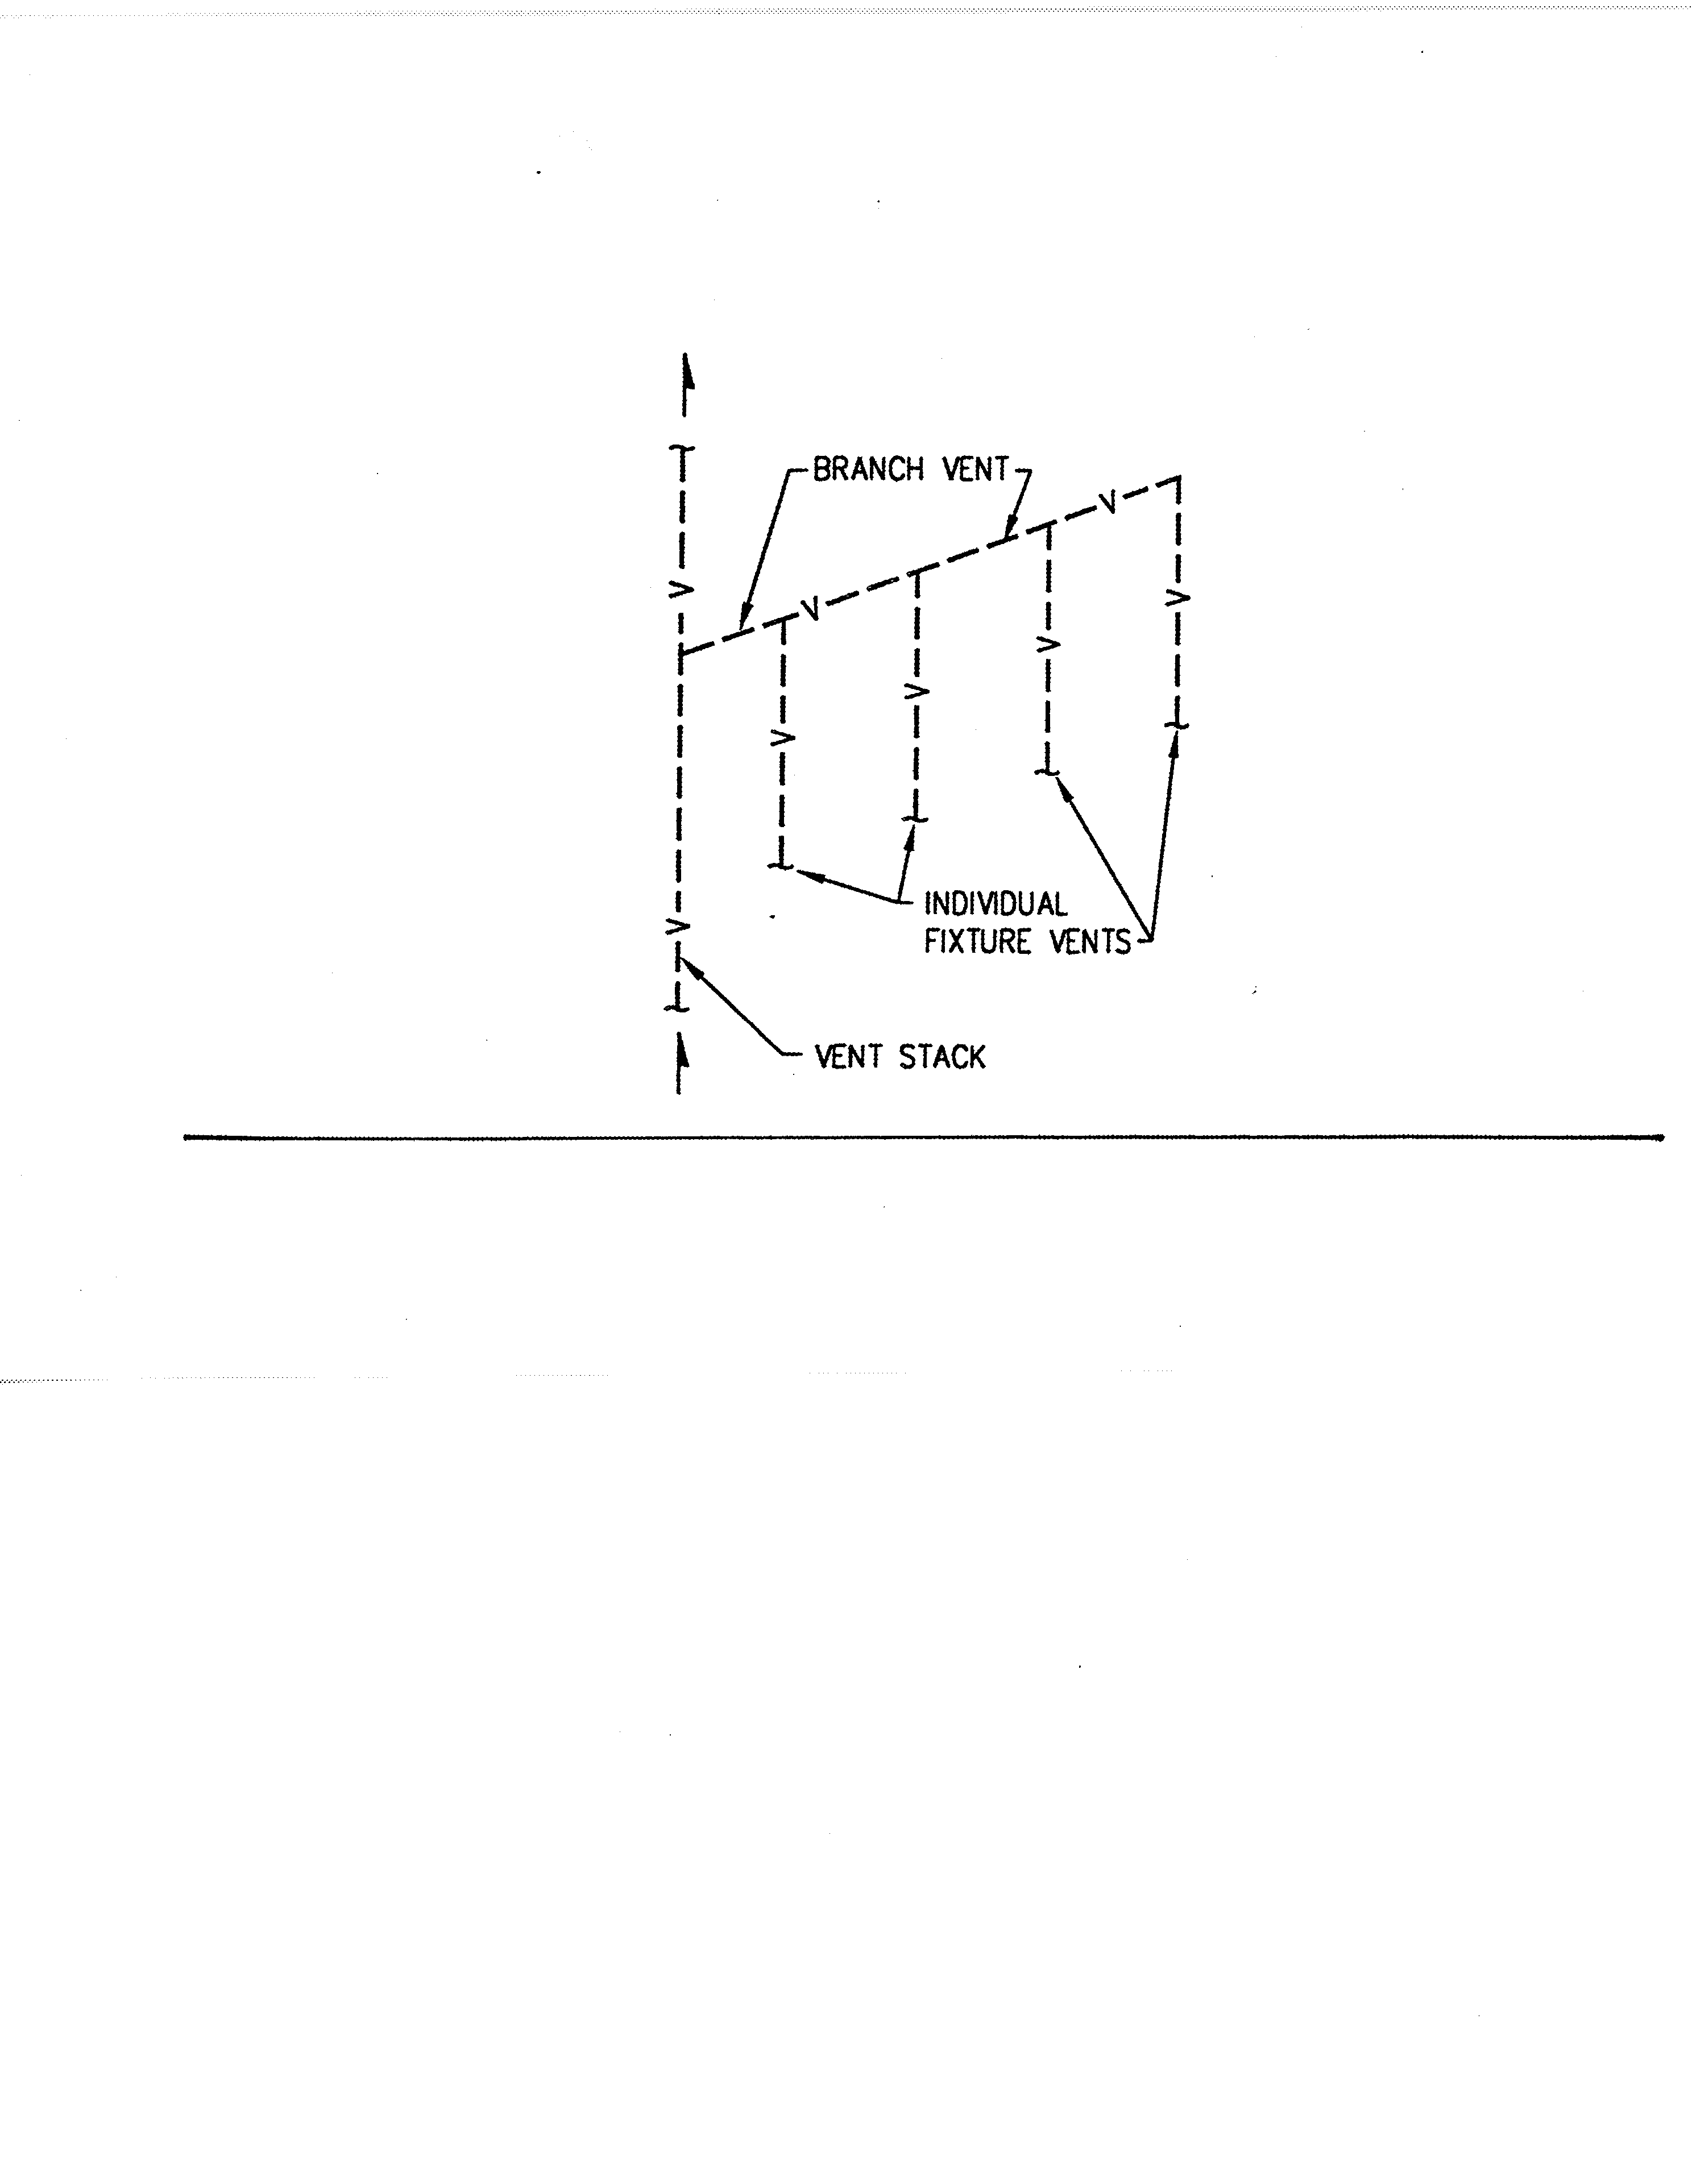 BRANCH VENT
V
V
V
V
V
V
V
V
INDIVIDUAL
FIXTURE VENTS
V
VENT STACK